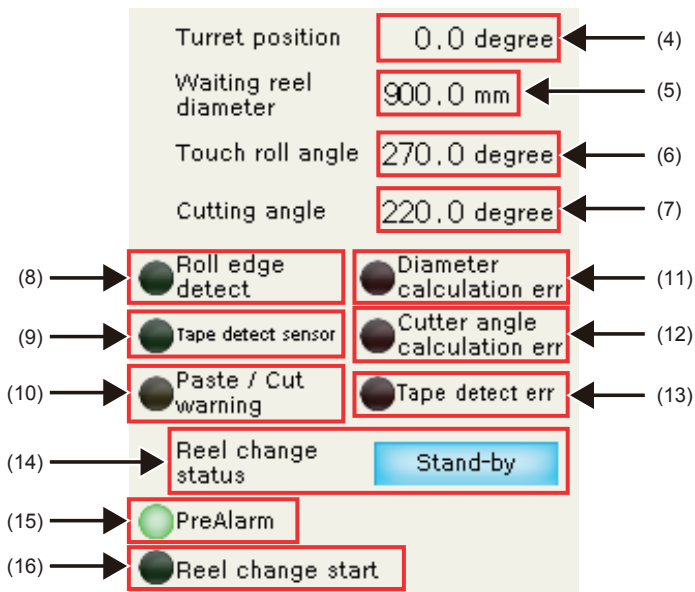 Turret position 0.0 degree (4)
Waiting reel
diameter 900.0 mm (5)
Touch roll angle 270.0 degree (6)
Cutting angle 220.0 degree (7)
(8) Roll edge
detect
Diameter
calculation err (11)
(9) Tape detect sensor
Cutter angle
calculation err (12)
(10) Paste / Cut
warning
Tape detect err (13)
(14) Reel change
status
Stand-by
(15) PreAlarm
(16) Reel change start